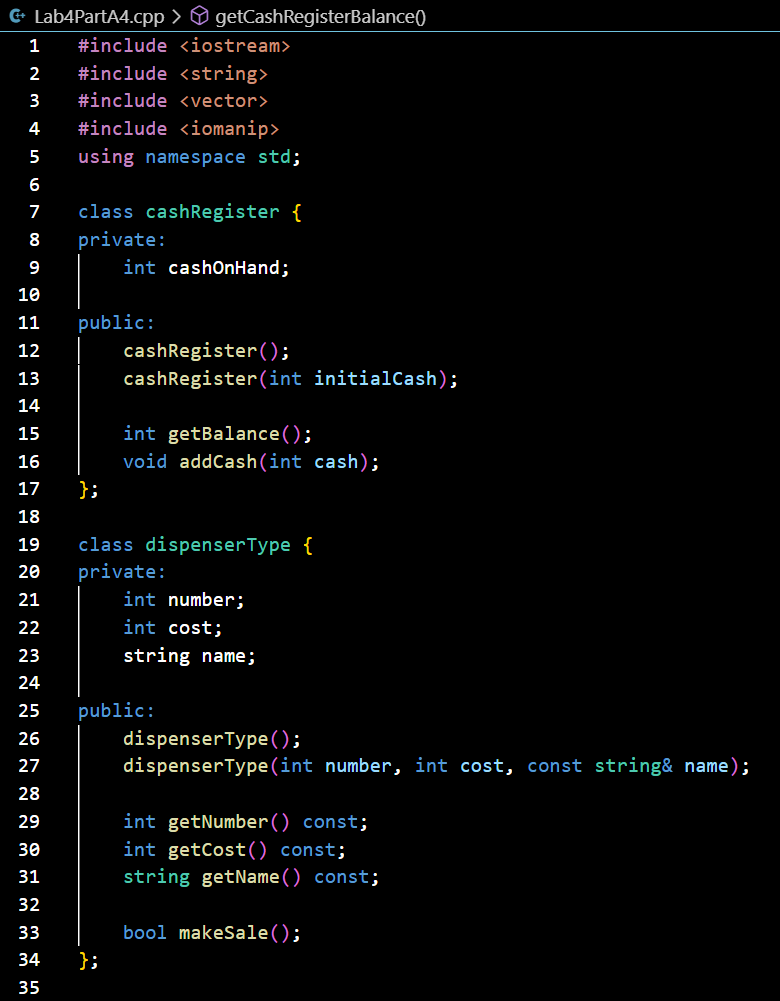 Lab4PartA4.cpp > getCashRegisterBalance()
1 #include <iostream>
2 #include <string>
3 #include <vector>
4 #include <iomanip>
5 using namespace std;
6
7 class cashRegister {
8 private:
9 int cashOnHand;
10
11 public:
12 cashRegister();
13 cashRegister(int initialCash);
14
15 int getBalance();
16 void addCash(int cash);
17 };
18
19 class dispenserType {
20 private:
21 int number;
22 int cost;
23 string name;
24
25 public:
26 dispenserType();
27 dispenserType(int number, int cost, const string& name);
28
29 int getNumber() const;
30 int getCost() const;
31 string getName() const;
32
33 bool makeSale();
34 };
35